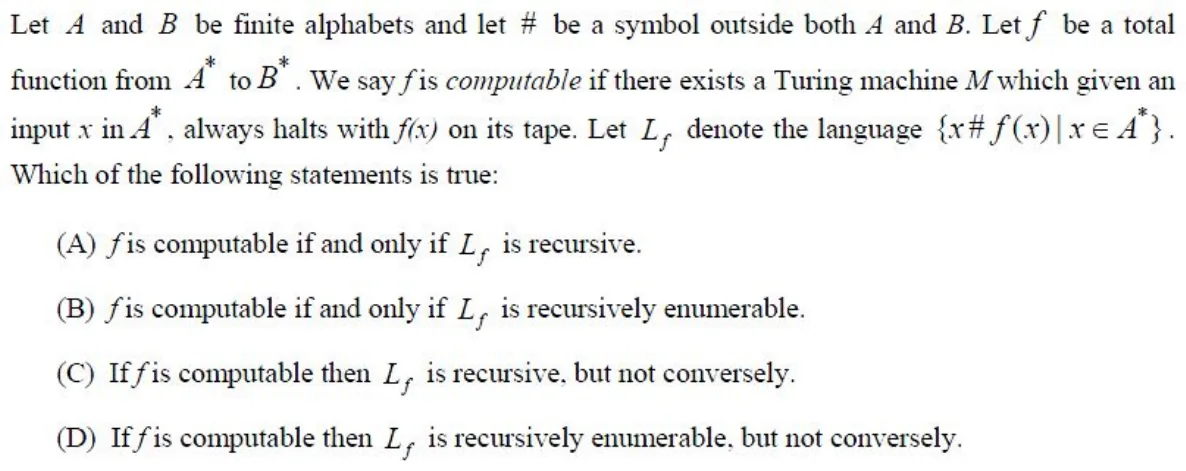 Let A and B be finite alphabets and let # be a symbol outside both A and B. Let f be a total
function from A* to B*. We say f is computable if there exists a Turing machine M which given an
input x in A*, always halts with f(x) on its tape. Let L_f denote the language {x# f(x) | x ∈ A*}.
Which of the following statements is true:
(A) f is computable if and only if L_f is recursive.
(B) f is computable if and only if L_f is recursively enumerable.
(C) If f is computable then L_f is recursive, but not conversely.
(D) If f is computable then L_f is recursively enumerable, but not conversely.